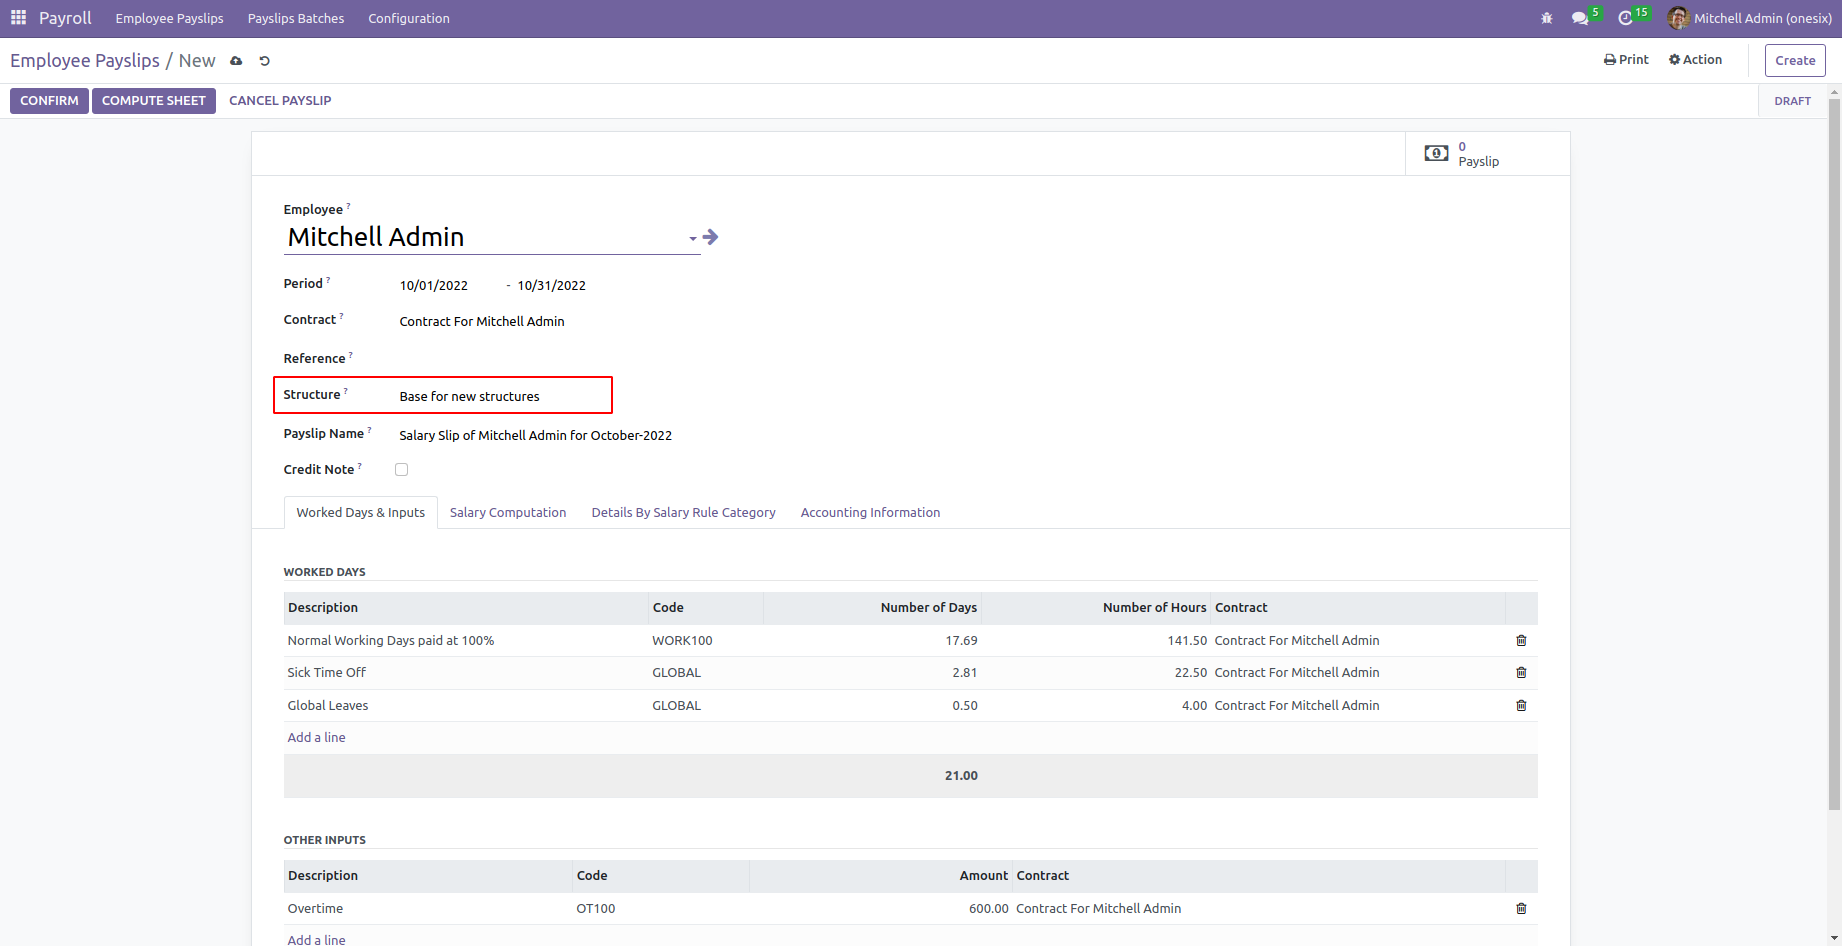 Payroll Employee Payslips Payslips Batches Configuration 5 15 Mitchell Admin (onesix)
Employee Payslips / New Print Action Create
CONFIRM COMPUTE SHEET CANCEL PAYSLIP DRAFT
0
Payslip
Employee ?
Mitchell Admin
Period ? 10/01/2022 - 10/31/2022
Contract ? Contract For Mitchell Admin
Reference ?
Structure ? Base for new structures
Payslip Name ? Salary Slip of Mitchell Admin for October-2022
Credit Note ?
Worked Days & Inputs Salary Computation Details By Salary Rule Category Accounting Information
WORKED DAYS
Description Code Number of Days Number of Hours Contract
Normal Working Days paid at 100% WORK100 17.69 141.50 Contract For Mitchell Admin
Sick Time Off GLOBAL 2.81 22.50 Contract For Mitchell Admin
Global Leaves GLOBAL 0.50 4.00 Contract For Mitchell Admin
Add a line
21.00
OTHER INPUTS
Description Code Amount Contract
Overtime OT100 600.00 Contract For Mitchell Admin
Add a line